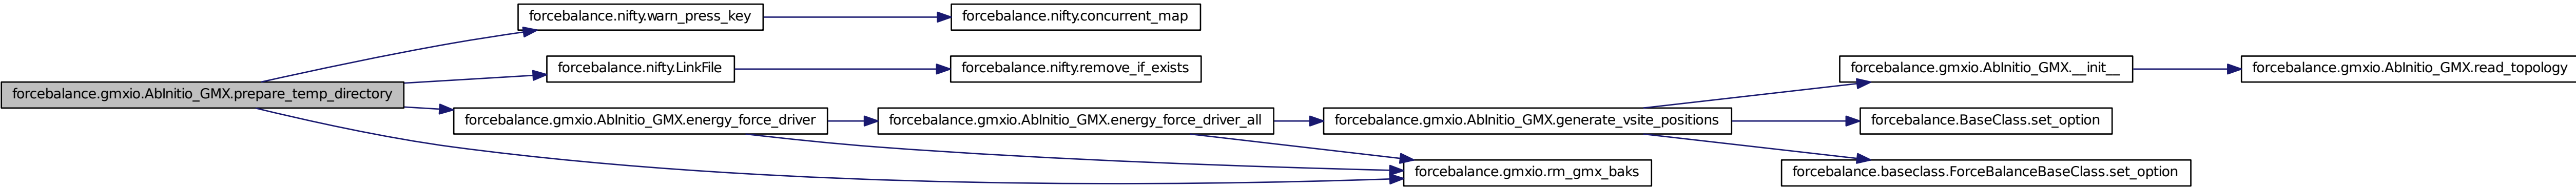 forcebalance.nifty.warn_press_key
forcebalance.nifty.concurrent_map
forcebalance.nifty.LinkFile
forcebalance.nifty.remove_if_exists
forcebalance.gmxio.AbInitio_GMX.__init__
forcebalance.gmxio.AbInitio_GMX.read_topology
forcebalance.gmxio.AbInitio_GMX.prepare_temp_directory
forcebalance.gmxio.AbInitio_GMX.energy_force_driver
forcebalance.gmxio.AbInitio_GMX.energy_force_driver_all
forcebalance.gmxio.AbInitio_GMX.generate_vsite_positions
forcebalance.BaseClass.set_option
forcebalance.gmxio.rm_gmx_baks
forcebalance.baseclass.ForceBalanceBaseClass.set_option